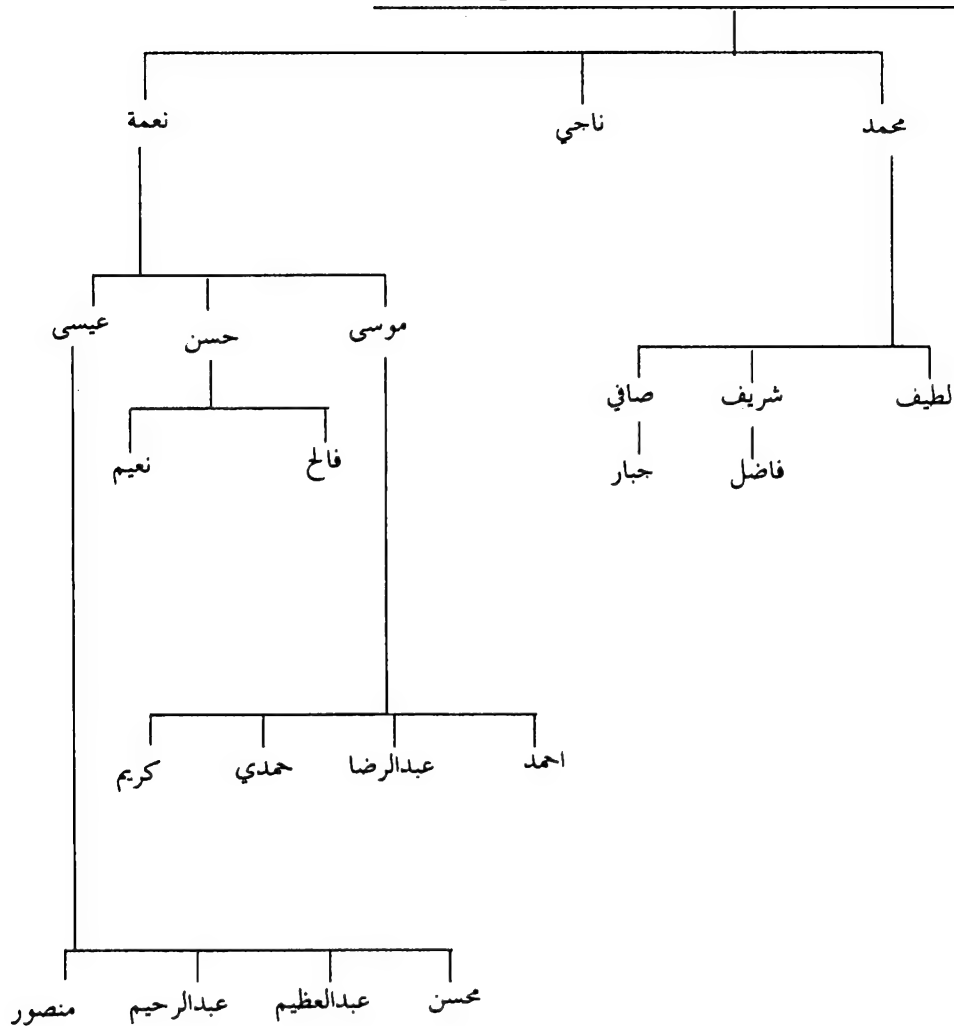 محمد ناجي نعمة
موسى حسن عيسى
لطيف شريف صافي
فالح نعيم
فاضل جبار
احمد عبدالرضا حمدي كريم
محسن عبدالعظيم عبدالرحيم منصور